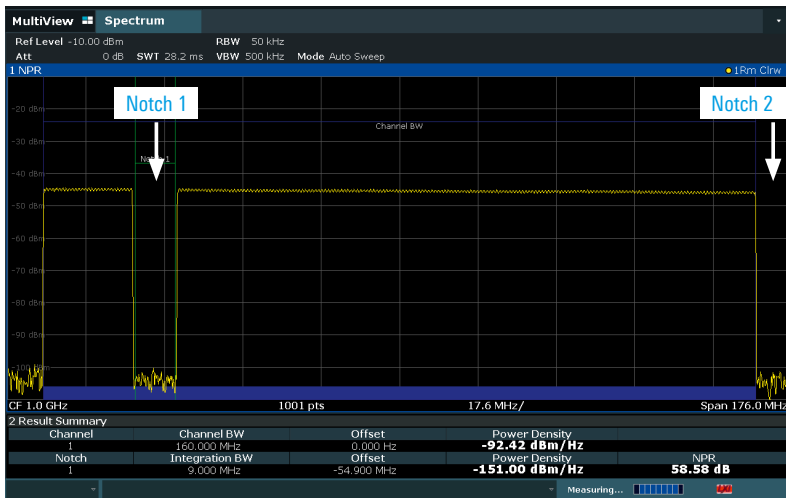 MultiView Spectrum
Ref Level -10.00 dBm RBW 50 kHz
Att 0 dB SWT 28.2 ms VBW 500 kHz Mode Auto Sweep
1 NPR 1Rm Clrw
Notch 1 Notch 2
-20 dBm
Channel BW
-30 dBm
-40 dBm
-50 dBm
-60 dBm
-70 dBm
-80 dBm
-90 dBm
-100 dBm
CF 1.0 GHz 1001 pts 17.6 MHz/ Span 176.0 MHz
2 Result Summary
Channel Channel BW Offset Power Density
1 160.000 MHz 0.000 Hz -92.42 dBm/Hz
Notch Integration BW Offset Power Density NPR
1 9.000 MHz -54.900 MHz -151.00 dBm/Hz 58.58 dB
Measuring...